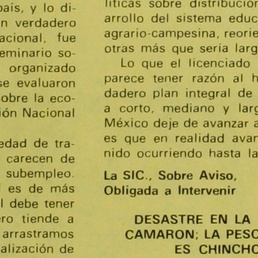 país, y lo di-
n verdadero
acional, fue
eminario so-
organizado
se evaluaron
sobre la eco-
ión Nacional
edad de tra-
carecen de
subempleo.
l es de más
l debe tener
ero tiende a
arrastramos
alización de
líticas sobre distribución
arrollo del sistema educ
agrario-campesina, reorie
otras más que sería larg
Lo que el licenciado
parece tener razón al h
dadero plan integral de
a corto, mediano y larg
México deje de avanzar a
es que en realidad avan
nido ocurriendo hasta la
La SIC., Sobre Aviso,
Obligada a Intervenir
DESASTRE EN LA
CAMARON; LA PESC
ES CHINCHO